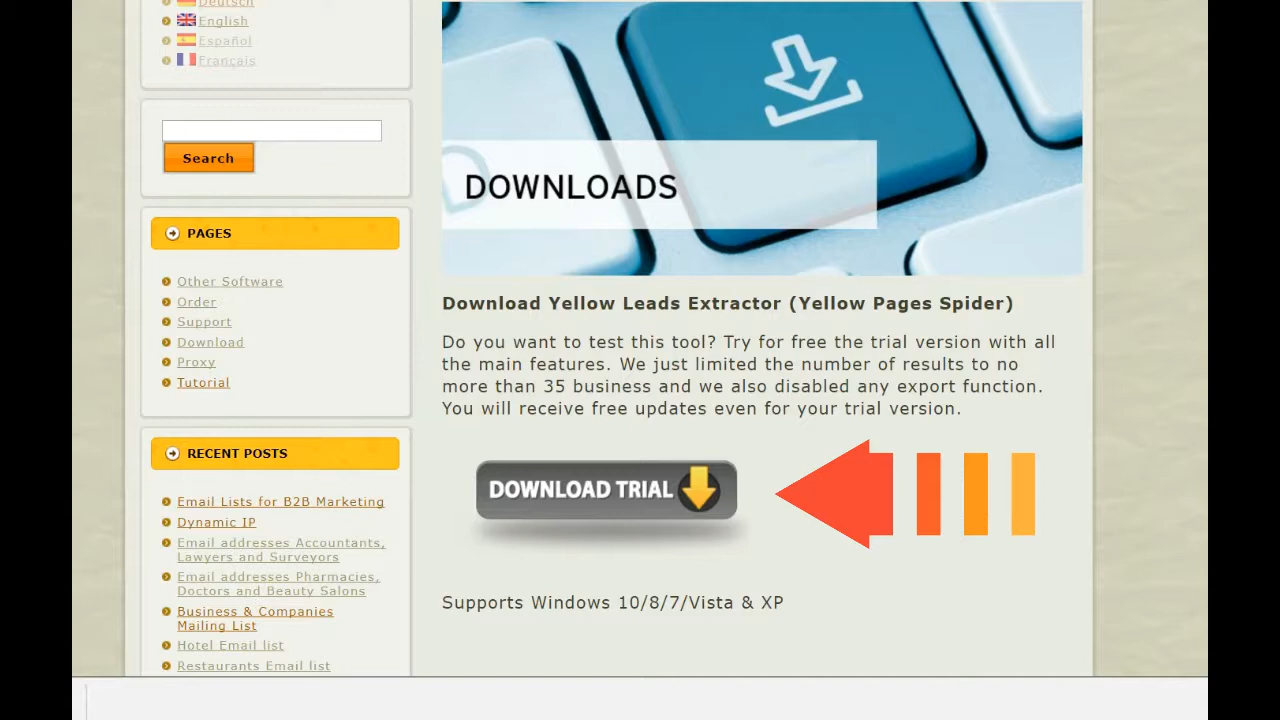 Deutsch
English
Español
Français
Search
PAGES
Other Software
Order
Support
Download
Proxy
Tutorial
RECENT POSTS
Email Lists for B2B Marketing
Dynamic IP
Email addresses Accountants,
Lawyers and Surveyors
Email addresses Pharmacies,
Doctors and Beauty Salons
Business & Companies
Mailing List
Hotel Email list
Restaurants Email list
DOWNLOADS
Download Yellow Leads Extractor (Yellow Pages Spider)
Do you want to test this tool? Try for free the trial version with all
the main features. We just limited the number of results to no
more than 35 business and we also disabled any export function.
You will receive free updates even for your trial version.
DOWNLOAD TRIAL
Supports Windows 10/8/7/Vista & XP